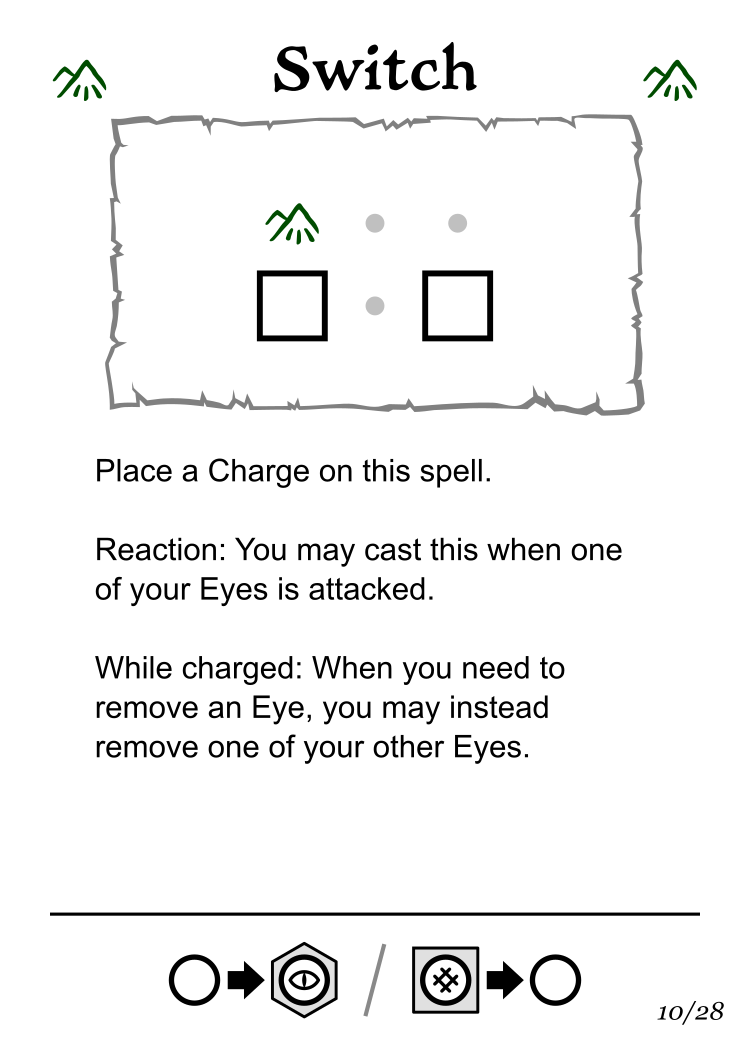 Switch
Place a Charge on this spell.
Reaction: You may cast this when one
of your Eyes is attacked.
While charged: When you need to
remove an Eye, you may instead
remove one of your other Eyes.
10/28